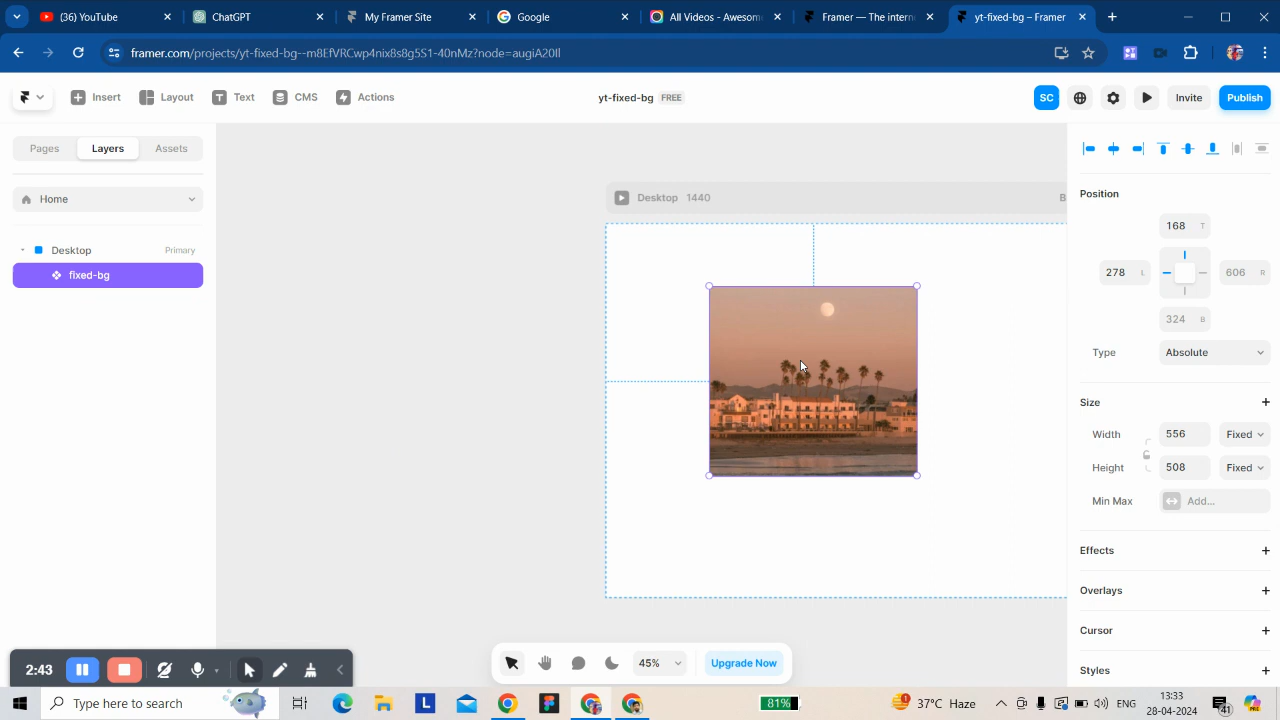 YouTube
ChatGPT
My Framer Site
Google
All Videos - Awesom
Framer — The intern
yt-fixed-bg – Framer
framer.com/projects/yt-fixed-bg--m8EfVRCwp4nix8s8g5S1-40nMz?node=augiA20Il
Insert
Layout
Text
CMS
Actions
yt-fixed-bg FREE
SC
Invite
Publish
Pages
Layers
Assets
Home
Desktop Primary
fixed-bg
Desktop 1440
B
Position
168 T
278 L
606 R
324 B
Type Absolute
Size
Width 556 Fixed
Height 508 Fixed
Min Max Add...
Effects
Overlays
Cursor
Styles
45%
Upgrade Now
2:43
here to search
81%
1
37°C Haze
ENG
13:33
28-04-2024
41